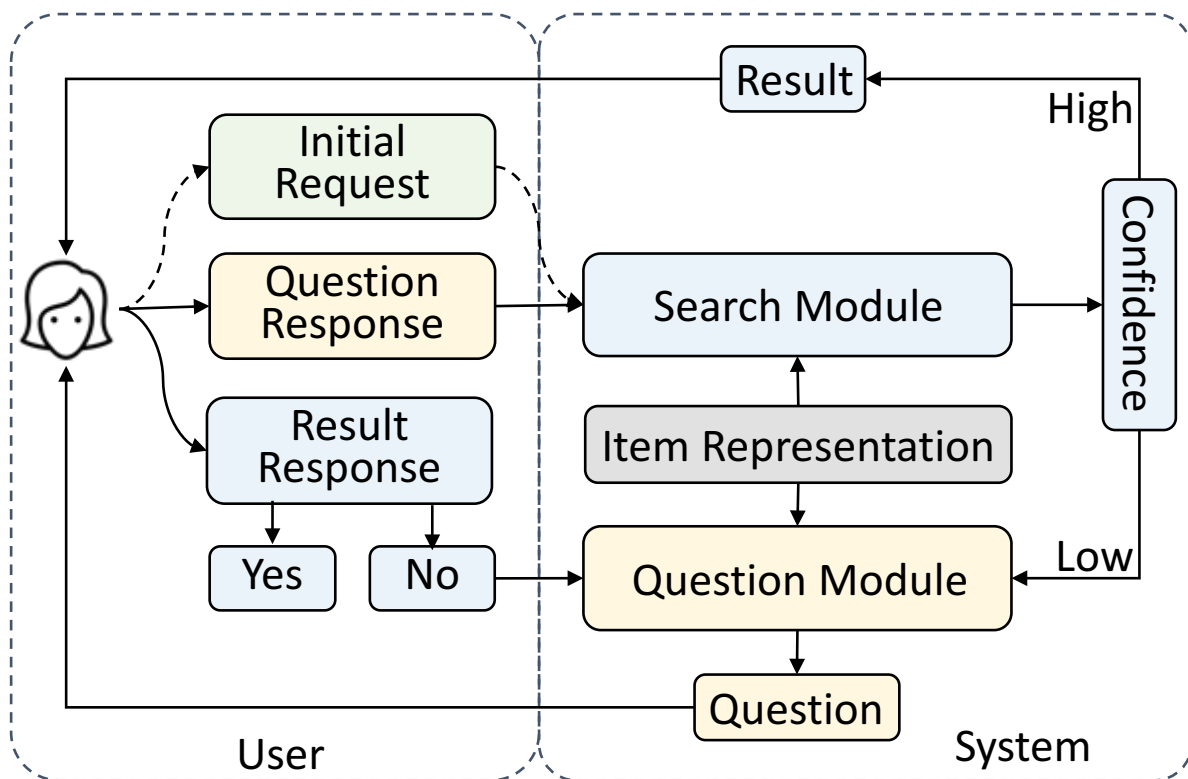 Result
High
Initial
Request
Confidence
Question
Response
Search Module
Result
Response
Item Representation
Yes
No
Question Module
Low
Question
User
System